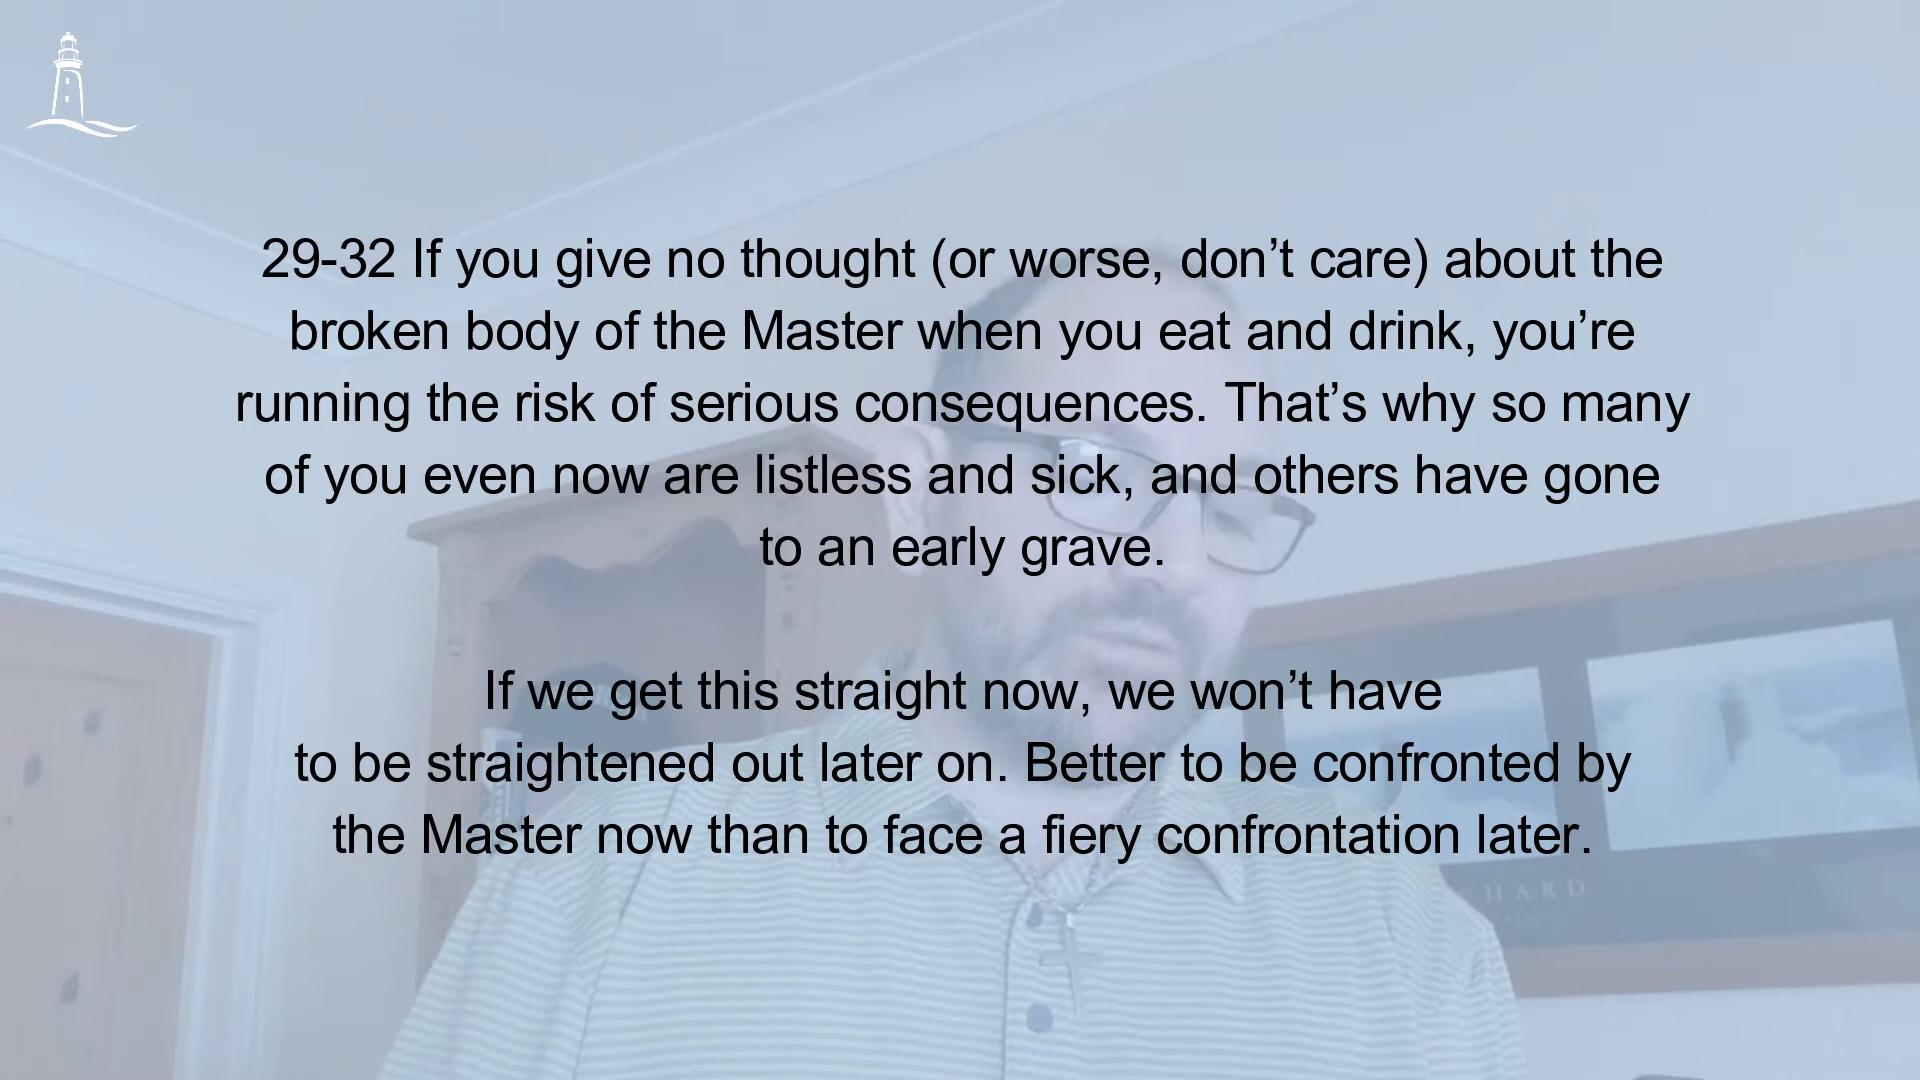 29-32 If you give no thought (or worse, don’t care) about the
broken body of the Master when you eat and drink, you’re
running the risk of serious consequences. That’s why so many
of you even now are listless and sick, and others have gone
to an early grave.
If we get this straight now, we won’t have
to be straightened out later on. Better to be confronted by
the Master now than to face a fiery confrontation later.
HARD